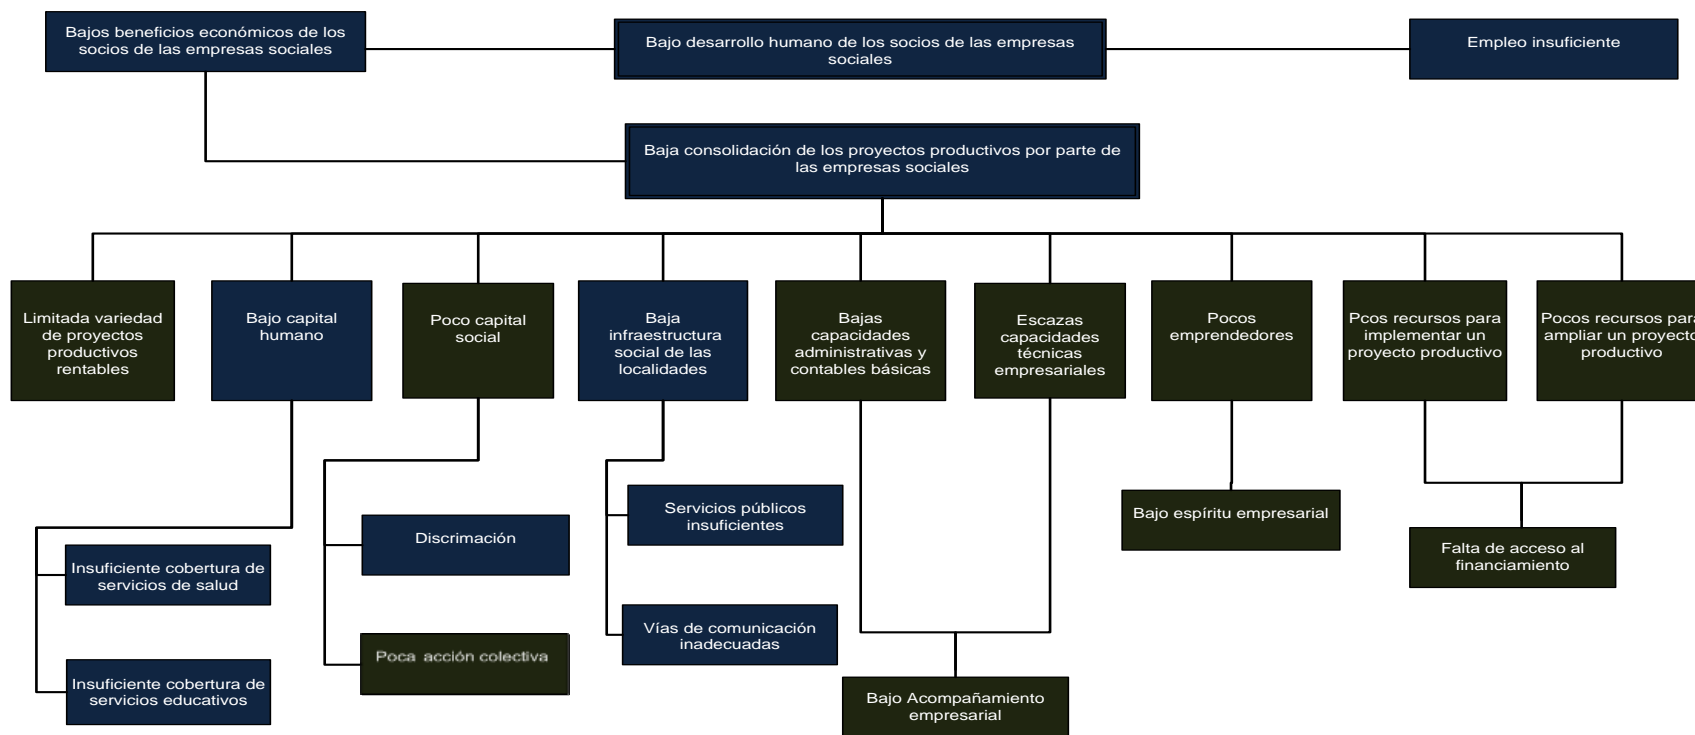 Bajos beneficios económicos de los
socios de las empresas sociales
Bajo desarrollo humano de los socios de las empresas
sociales
Empleo insuficiente
Baja consolidación de los proyectos productivos por parte de
las empresas sociales
Limitada variedad
de proyectos
productivos
rentables
Bajo capital
humano
Poco capital
social
Baja
infraestructura
social de las
localidades
Bajas
capacidades
administrativas y
contables básicas
Escazas
capacidades
técnicas
empresariales
Pocos
emprendedores
Pcos recursos para
implementar un
proyecto productivo
Pocos recursos para
ampliar un proyecto
productivo
Insuficiente cobertura de
servicios de salud
Insuficiente cobertura de
servicios educativos
Discrimación
Poca acción colectiva
Servicios públicos
insuficientes
Vías de comunicación
inadecuadas
Bajo Acompañamiento
empresarial
Bajo espíritu empresarial
Falta de acceso al
financiamiento